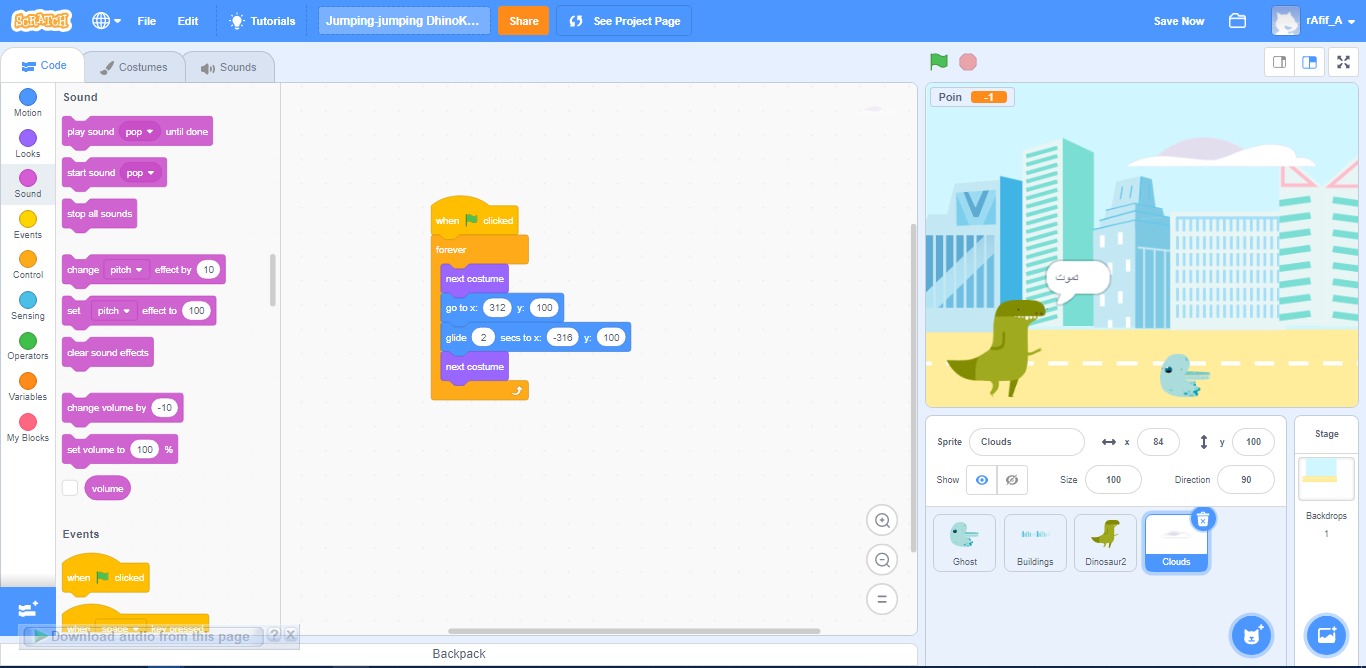 SCRATCH File Edit Tutorials Jumping-jumping DhinoK... Share See Project Page Save Now rAfif_A
Code Costumes Sounds
Motion
Looks
Sound
Events
Control
Sensing
Operators
Variables
My Blocks
Sound
play sound pop until done
start sound pop
stop all sounds
change pitch effect by 10
set pitch effect to 100
clear sound effects
change volume by -10
set volume to 100 %
volume
Events
when clicked
when space key pressed
Download audio from this page ? X
when clicked
forever
next costume
go to x: 312 y: 100
glide 2 secs to x: -316 y: 100
next costume
Backpack
Poin -1
تموت
Sprite Clouds x 84 y 100
Show Size 100 Direction 90
Ghost Buildings Dinosaur2 Clouds
Stage
Backdrops
1